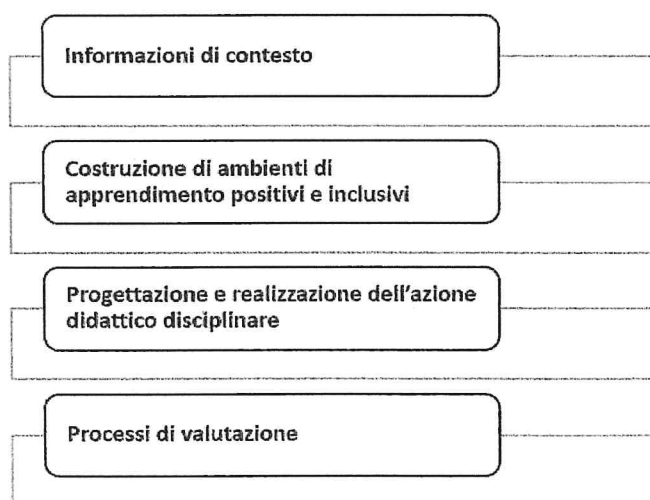 Informazioni di contesto
Costruzione di ambienti di
apprendimento positivi e inclusivi
Progettazione e realizzazione dell'azione
didattico disciplinare
Processi di valutazione